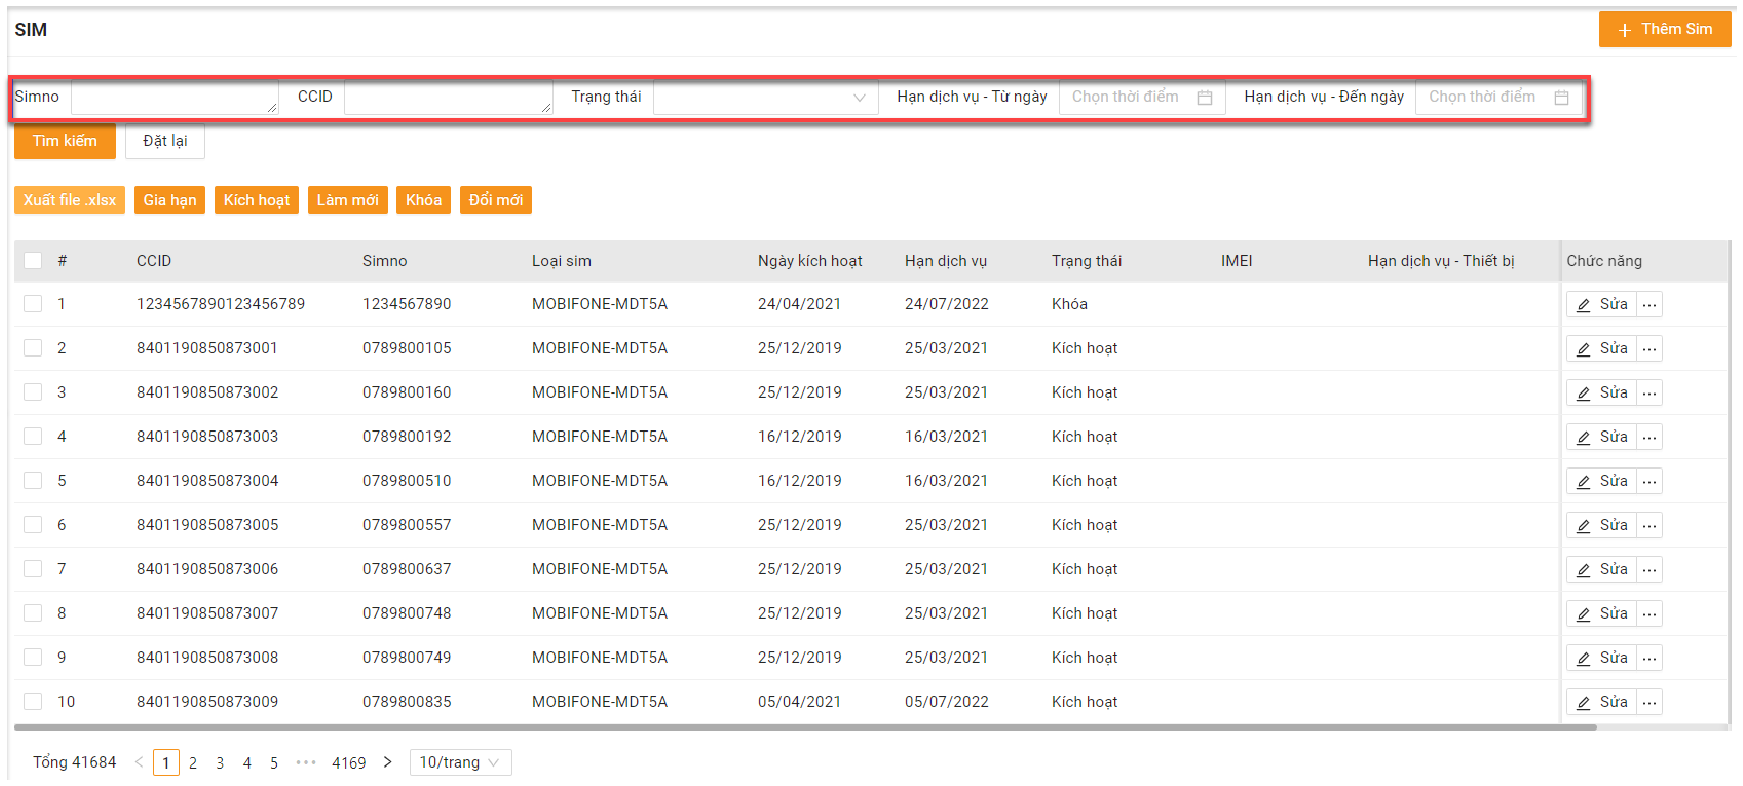 SIM
+ Thêm Sim
Simno CCID Trạng thái Hạn dịch vụ - Từ ngày Chọn thời điểm Hạn dịch vụ - Đến ngày Chọn thời điểm
Tìm kiếm Đặt lại
Xuất file .xlsx Gia hạn Kích hoạt Làm mới Khóa Đổi mới
# CCID Simno Loại sim Ngày kích hoạt Hạn dịch vụ Trạng thái IMEI Hạn dịch vụ - Thiết bị Chức năng
1 1234567890123456789 1234567890 MOBIFONE-MDT5A 24/04/2021 24/07/2022 Khóa Sửa ...
2 8401190850873001 0789800105 MOBIFONE-MDT5A 25/12/2019 25/03/2021 Kích hoạt Sửa ...
3 8401190850873002 0789800160 MOBIFONE-MDT5A 25/12/2019 25/03/2021 Kích hoạt Sửa ...
4 8401190850873003 0789800192 MOBIFONE-MDT5A 16/12/2019 16/03/2021 Kích hoạt Sửa ...
5 8401190850873004 0789800510 MOBIFONE-MDT5A 16/12/2019 16/03/2021 Kích hoạt Sửa ...
6 8401190850873005 0789800557 MOBIFONE-MDT5A 25/12/2019 25/03/2021 Kích hoạt Sửa ...
7 8401190850873006 0789800637 MOBIFONE-MDT5A 25/12/2019 25/03/2021 Kích hoạt Sửa ...
8 8401190850873007 0789800748 MOBIFONE-MDT5A 25/12/2019 25/03/2021 Kích hoạt Sửa ...
9 8401190850873008 0789800749 MOBIFONE-MDT5A 25/12/2019 25/03/2021 Kích hoạt Sửa ...
10 8401190850873009 0789800835 MOBIFONE-MDT5A 05/04/2021 05/07/2022 Kích hoạt Sửa ...
Tổng 41684 < 1 2 3 4 5 ••• 4169 > 10/trang